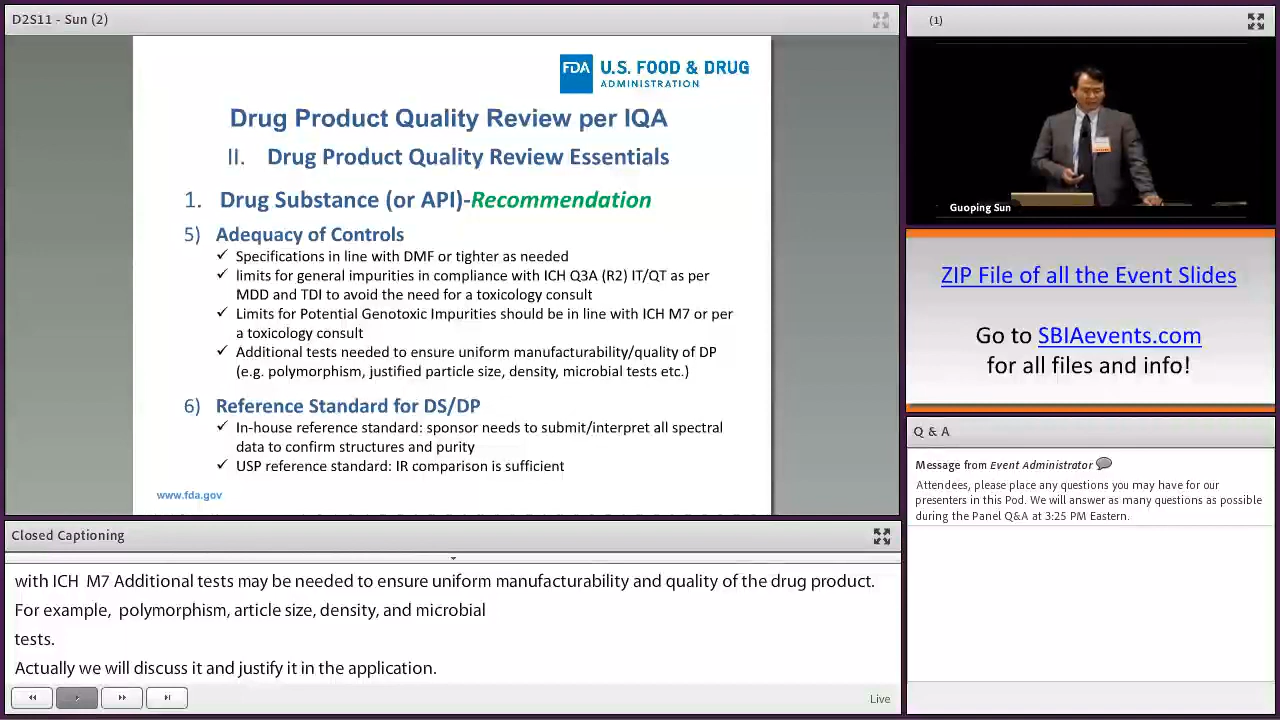 D2S11 - Sun (2)
FDA U.S. FOOD & DRUG
ADMINISTRATION
Drug Product Quality Review per IQA
II. Drug Product Quality Review Essentials
1. Drug Substance (or API)-Recommendation
5) Adequacy of Controls
✓ Specifications in line with DMF or tighter as needed
✓ limits for general impurities in compliance with ICH Q3A (R2) IT/QT as per
MDD and TDI to avoid the need for a toxicology consult
✓ Limits for Potential Genotoxic Impurities should be in line with ICH M7 or per
a toxicology consult
✓ Additional tests needed to ensure uniform manufacturability/quality of DP
(e.g. polymorphism, justified particle size, density, microbial tests etc.)
6) Reference Standard for DS/DP
✓ In-house reference standard: sponsor needs to submit/interpret all spectral
data to confirm structures and purity
✓ USP reference standard: IR comparison is sufficient
www.fda.gov
Closed Captioning
with ICH  M7 Additional tests may be needed to ensure uniform manufacturability and quality of the drug product.
For example,  polymorphism, article size, density, and microbial
tests.
Actually we will discuss it and justify it in the application.
Live
(1)
Guoping Sun
ZIP File of all the Event Slides
Go to SBIAevents.com
for all files and info!
Q & A
Message from Event Administrator
Attendees, please place any questions you may have for our
presenters in this Pod. We will answer as many questions as possible
during the Panel Q&A at 3:25 PM Eastern.